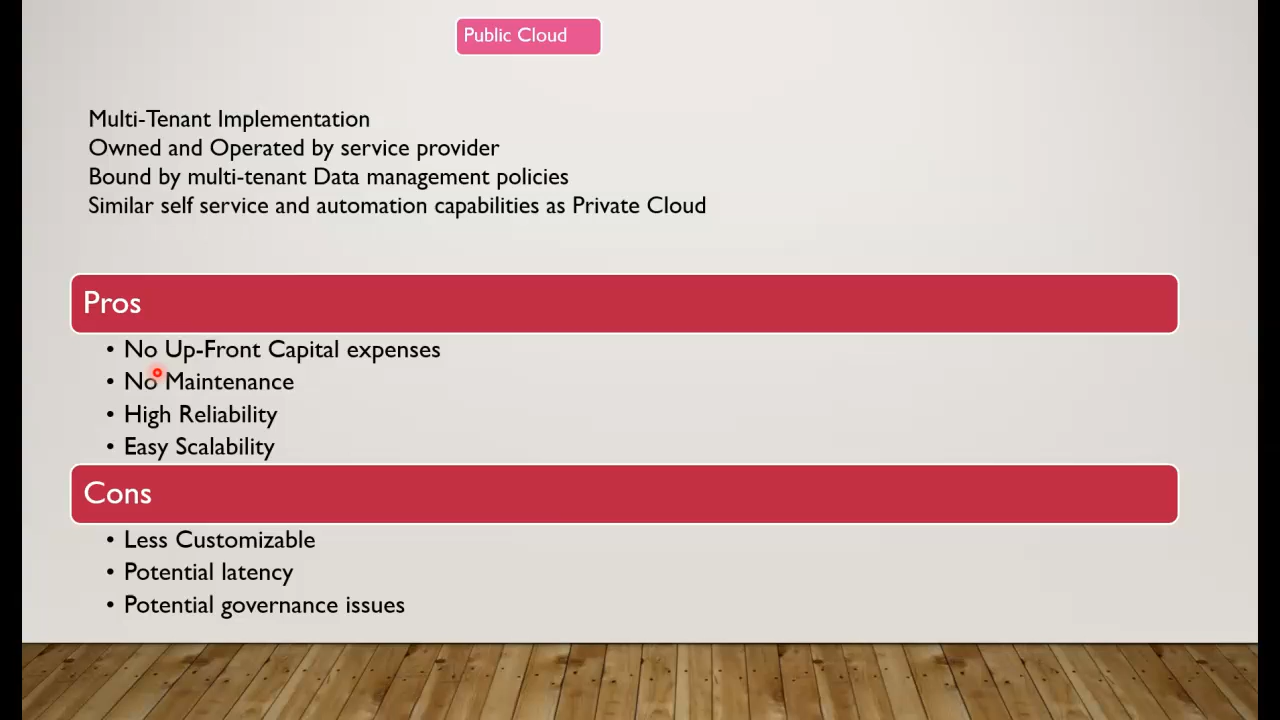 Public Cloud
Multi-Tenant Implementation
Owned and Operated by service provider
Bound by multi-tenant Data management policies
Similar self service and automation capabilities as Private Cloud
Pros
• No Up-Front Capital expenses
• No Maintenance
• High Reliability
• Easy Scalability
Cons
• Less Customizable
• Potential latency
• Potential governance issues